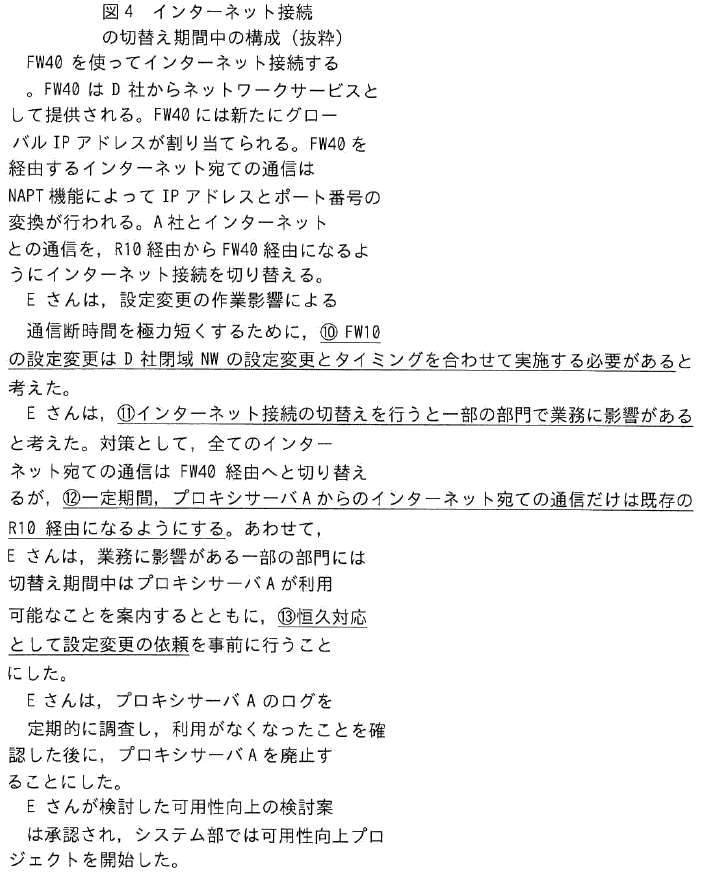 図4 インターネット接続
の切替え期間中の構成（抜粋）
FW40 を使ってインターネット接続する
。FW40 は D 社からネットワークサービスと
して提供される。FW40 には新たにグロー
バル IP アドレスが割り当てられる。FW40 を
経由するインターネット宛ての通信は
NAPT 機能によって IP アドレスとポート番号の
変換が行われる。A 社とインターネット
との通信を，R10 経由から FW40 経由になるよ
うにインターネット接続を切り替える。
E さんは，設定変更の作業影響による
通信断時間を極力短くするために，⑩ FW10
の設定変更は D 社閉域 NW の設定変更とタイミングを合わせて実施する必要があると
考えた。
E さんは，⑪インターネット接続の切替えを行うと一部の部門で業務に影響がある
と考えた。対策として，全てのインター
ネット宛ての通信は FW40 経由へと切り替え
るが，⑫一定期間，プロキシサーバ A からのインターネット宛ての通信だけは既存の
R10 経由になるようにする。あわせて，
E さんは，業務に影響がある一部の部門には
切替え期間中はプロキシサーバ A が利用
可能なことを案内するとともに，⑬恒久対応
として設定変更の依頼を事前に行うこと
にした。
E さんは，プロキシサーバ A のログを
定期的に調査し，利用がなくなったことを確
認した後に，プロキシサーバ A を廃止す
ることにした。
E さんが検討した可用性向上の検討案
は承認され，システム部では可用性向上プロ
ジェクトを開始した。